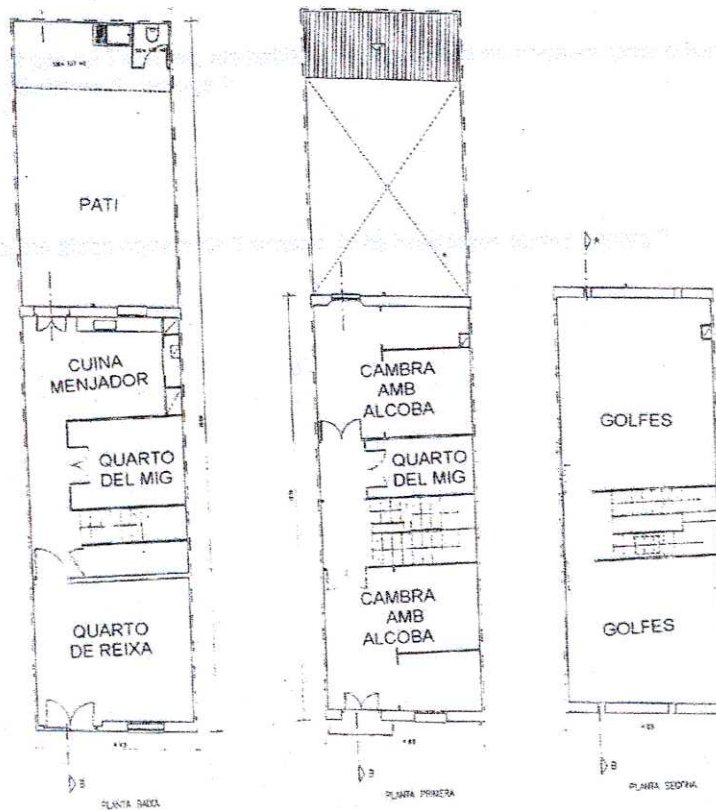 PATI
CUINA
MENJADOR
QUARTO
DEL MIG
QUARTO
DE REIXA
B
PLANTA BAIXA
CAMBRA
AMB
ALCOBA
QUARTO
DEL MIG
CAMBRA
AMB
ALCOBA
B
PLANTA PRIMERA
GOLFES
GOLFES
B
PLANTA SEGONA